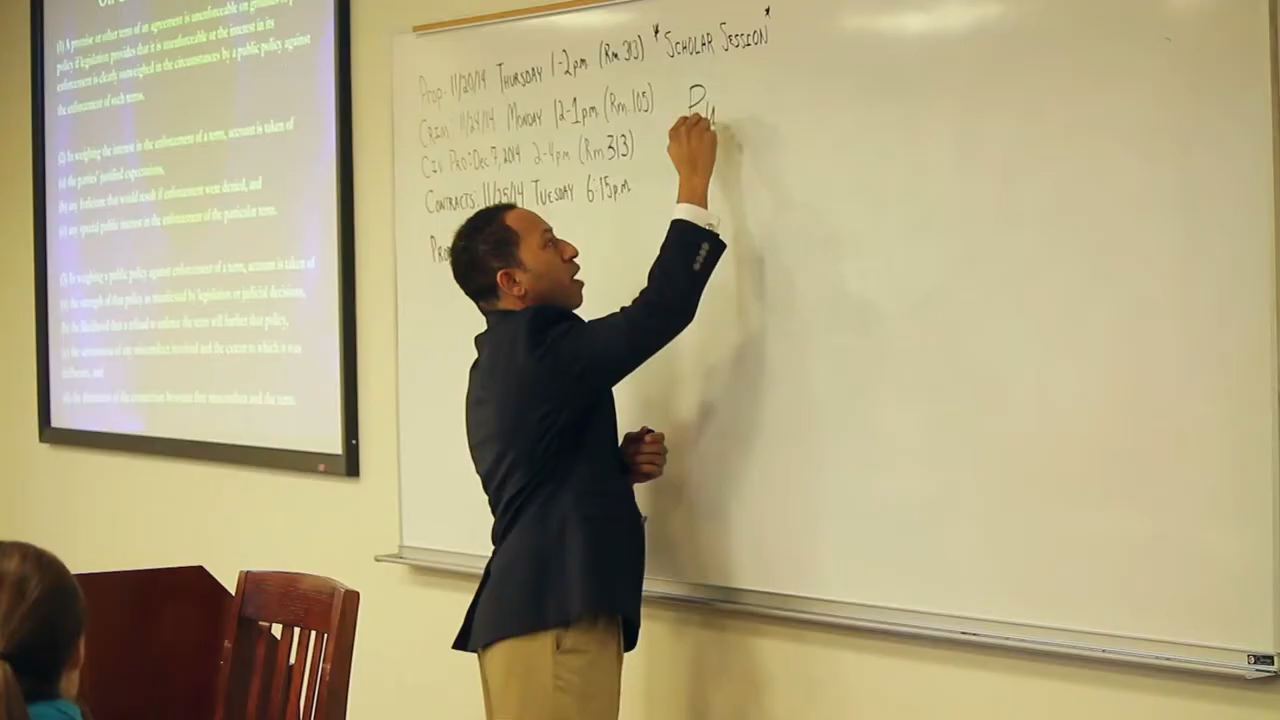 (1) A promise or other term of an agreement is unenforceable on grounds of p
policy if legislation provides that it is unenforceable or the interest in its
enforcement is clearly outweighed in the circumstances by a public policy against
the enforcement of such terms.
(2) In weighing the interest in the enforcement of a term, account is taken of
(a) the parties' justified expectations,
(b) any forfeiture that would result if enforcement were denied, and
(c) any special public interest in the enforcement of the particular term.
(3) In weighing a public policy against enforcement of a term, account is taken of
(a) the strength of that policy as manifested by legislation or judicial decisions,
(b) the likelihood that a refusal to enforce the term will further that policy,
(c) the seriousness of any misconduct involved and the extent to which it was
deliberate, and
(d) the directness of the connection between that misconduct and the term.
Prop: 11/20/14 THURSDAY 1-2pm (Rm 313) *SCHOLAR SESSION*
CRIM: 11/24/14 MONDAY 12-1pm (Rm. 105)
CIV PRO: Dec 7, 2014 2-4pm (Rm 313)
CONTRACTS: 11/25/14 TUESDAY 6:15p.m.
PRO
Pu